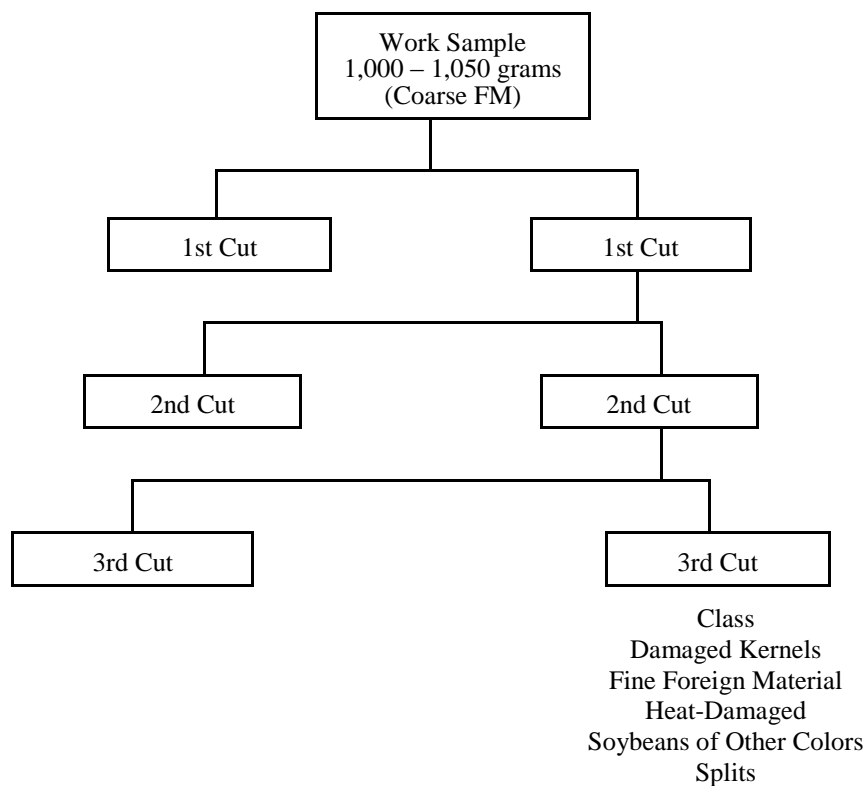 Work Sample
1,000 – 1,050 grams
(Coarse FM)
1st Cut
1st Cut
2nd Cut
2nd Cut
3rd Cut
3rd Cut
Class
Damaged Kernels
Fine Foreign Material
Heat-Damaged
Soybeans of Other Colors
Splits